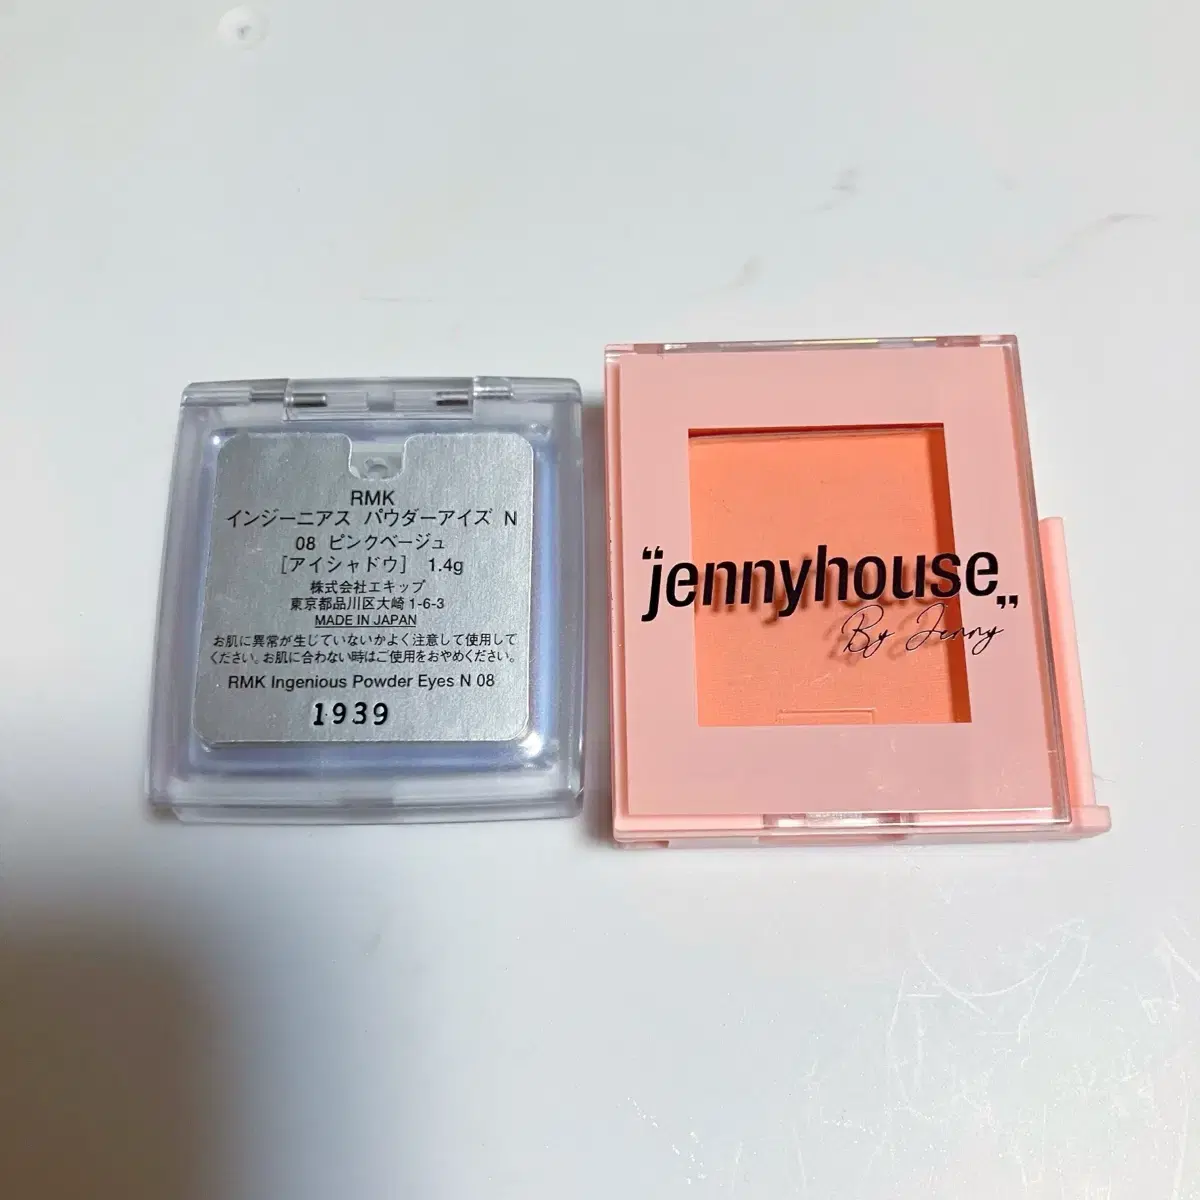 RMK
インジーニアス パウダーアイズ N
08 ピンクベージュ
[アイシャドウ] 1.4g
株式会社エキップ
東京都品川区大崎1-6-3
MADE IN JAPAN
お肌に異常が生じていないかよく注意して使用して
ください。お肌に合わない時はご使用をおやめください。
RMK Ingenious Powder Eyes N 08
1939
"jennyhouse„
By Jenny